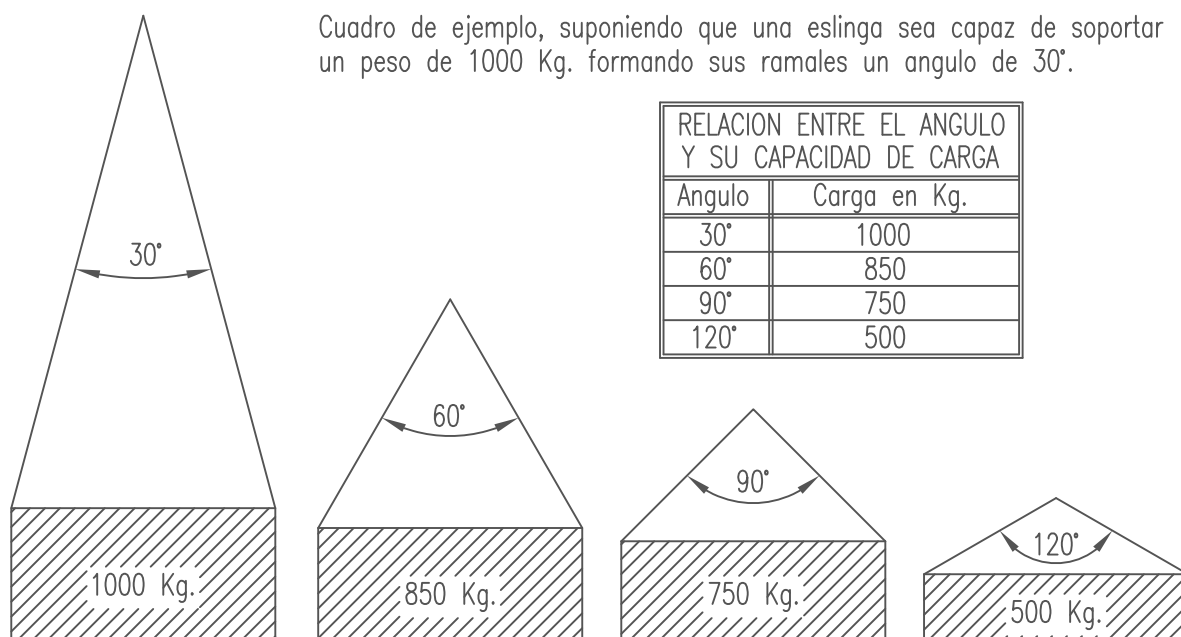 Cuadro de ejemplo, suponiendo que una eslinga sea capaz de soportar
un peso de 1000 Kg. formando sus ramales un angulo de 30°.
RELACION ENTRE EL ANGULO
Y SU CAPACIDAD DE CARGA
Angulo Carga en Kg.
30° 1000
60° 850
90° 750
120° 500
30°
60°
90°
120°
1000 Kg.
850 Kg.
750 Kg.
500 Kg.